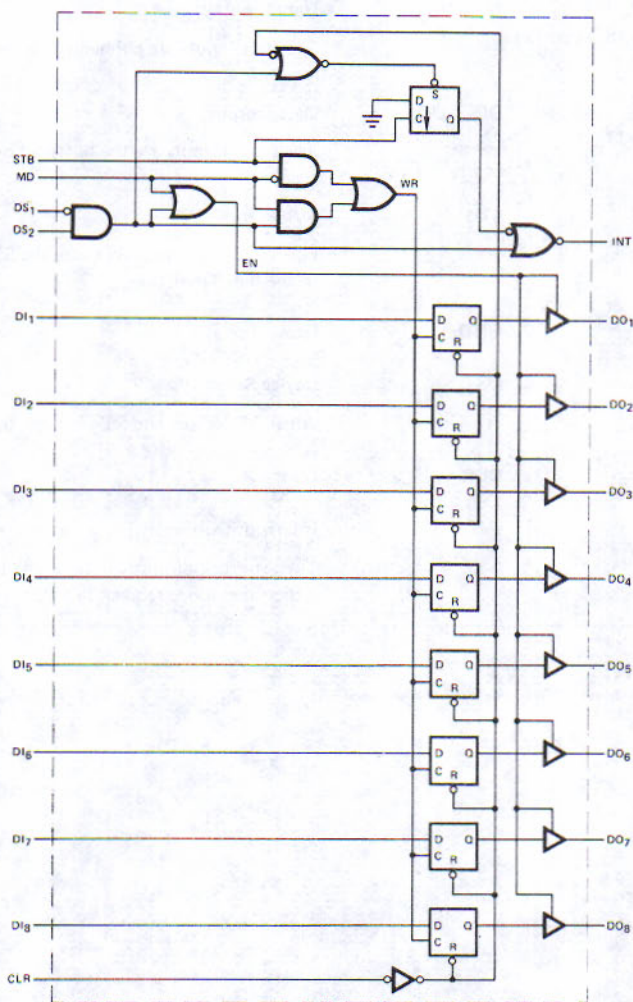 S
D
C Q
STB
MD
WR
DS1
DS2
INT
EN
DI1 D Q DO1
C
R
DI2 D Q DO2
C
R
DI3 D Q DO3
C
R
DI4 D Q DO4
C
R
DI5 D Q DO5
C
R
DI6 D Q DO6
C
R
DI7 D Q DO7
C
R
DI8 D Q DO8
C
R
CLR